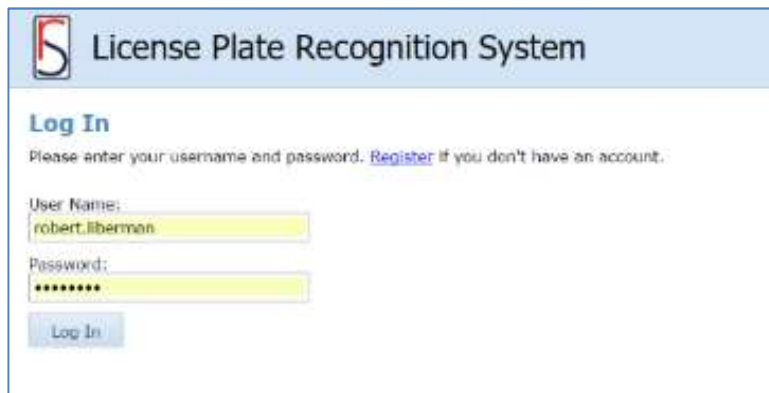 RS
License Plate Recognition System
Log In
Please enter your username and password. Register if you don't have an account.
User Name:
robert.liberman
Password:
••••••••
Log In